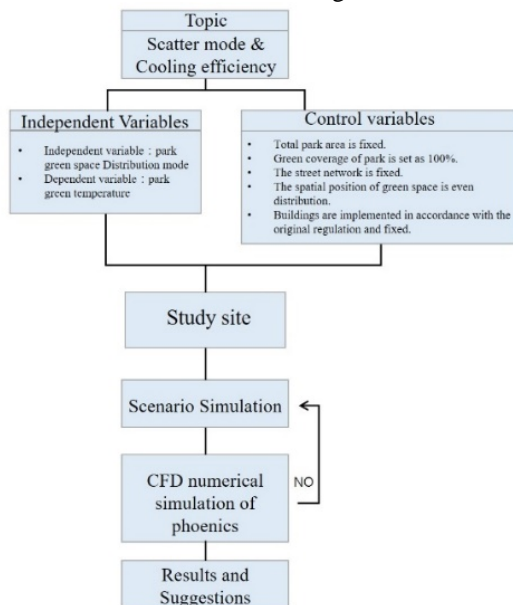 Topic
Scatter mode &
Cooling efficiency
Independent Variables
• Independent variable：park
green space Distribution mode
• Dependent variable：park
green temperature
Control variables
• Total park area is fixed.
• Green coverage of park is set as 100%.
• The street network is fixed.
• The spatial position of green space is even
distribution.
• Buildings are implemented in accordance with the
original regulation and fixed.
Study site
Scenario Simulation
CFD numerical
simulation of
phoenics
NO
Results and
Suggestions